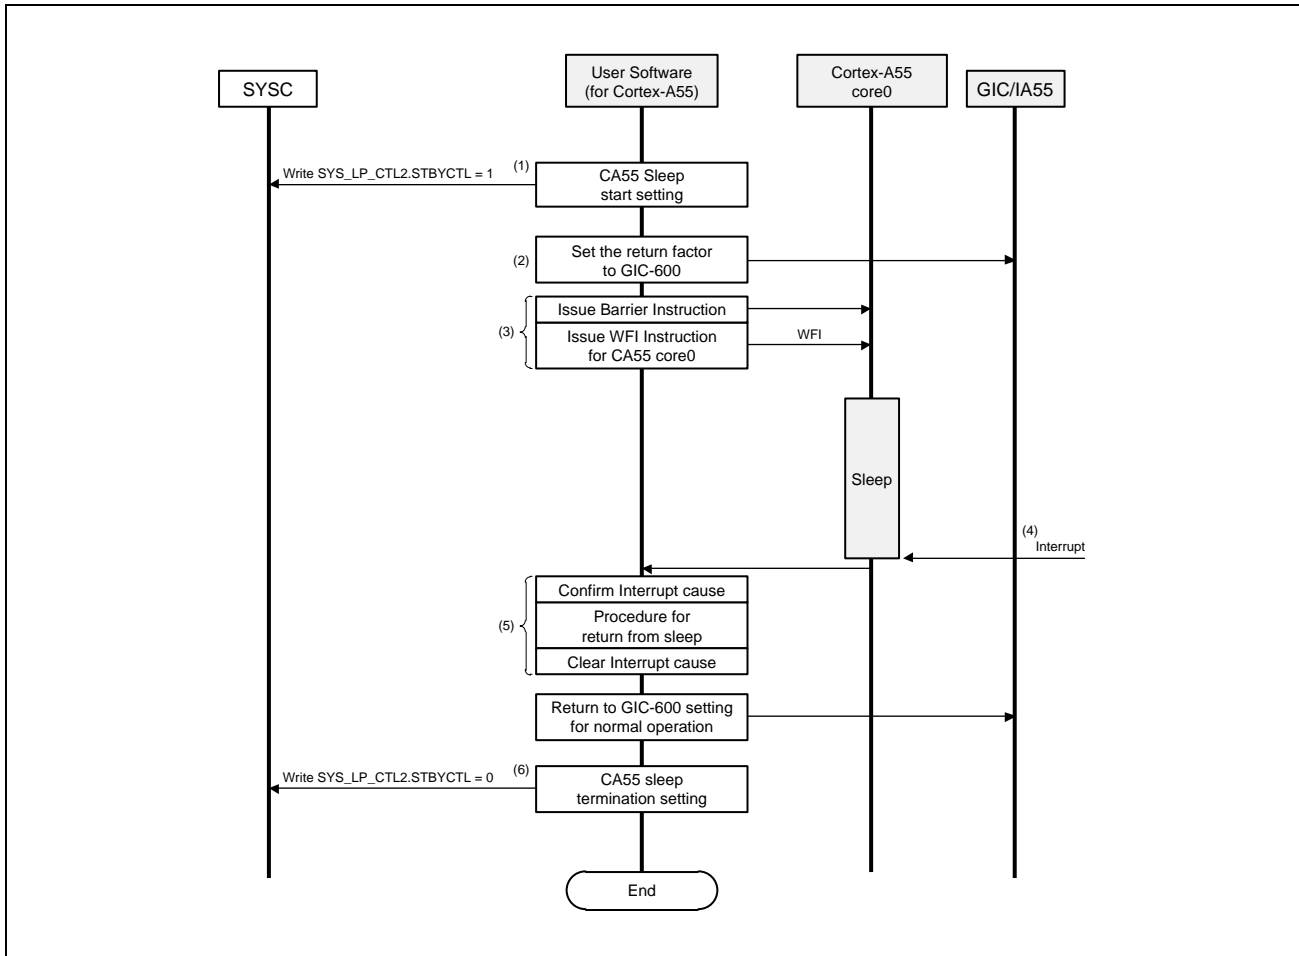 SYSC
User Software
(for Cortex-A55)
Cortex-A55
core0
GIC/IA55
Write SYS_LP_CTL2.STBYCTL = 1
(1)
CA55 Sleep
start setting
(2)
Set the return factor
to GIC-600
(3)
Issue Barrier Instruction
Issue WFI Instruction
for CA55 core0
WFI
Sleep
(4)
Interrupt
(5)
Confirm Interrupt cause
Procedure for
return from sleep
Clear Interrupt cause
Return to GIC-600 setting
for normal operation
Write SYS_LP_CTL2.STBYCTL = 0
(6)
CA55 sleep
termination setting
End